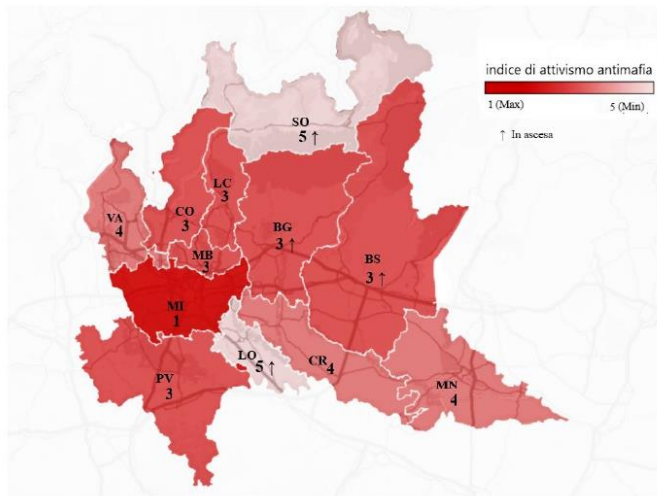 indice di attivismo antimafia
1 (Max) 5 (Min)
↑ In ascesa
SO
5 ↑
LC
3
VA
4
CO
3
BG
3 ↑
MB
3
BS
3 ↑
MI
1
LO
5 ↑
CR 4
PV
3
MN
4